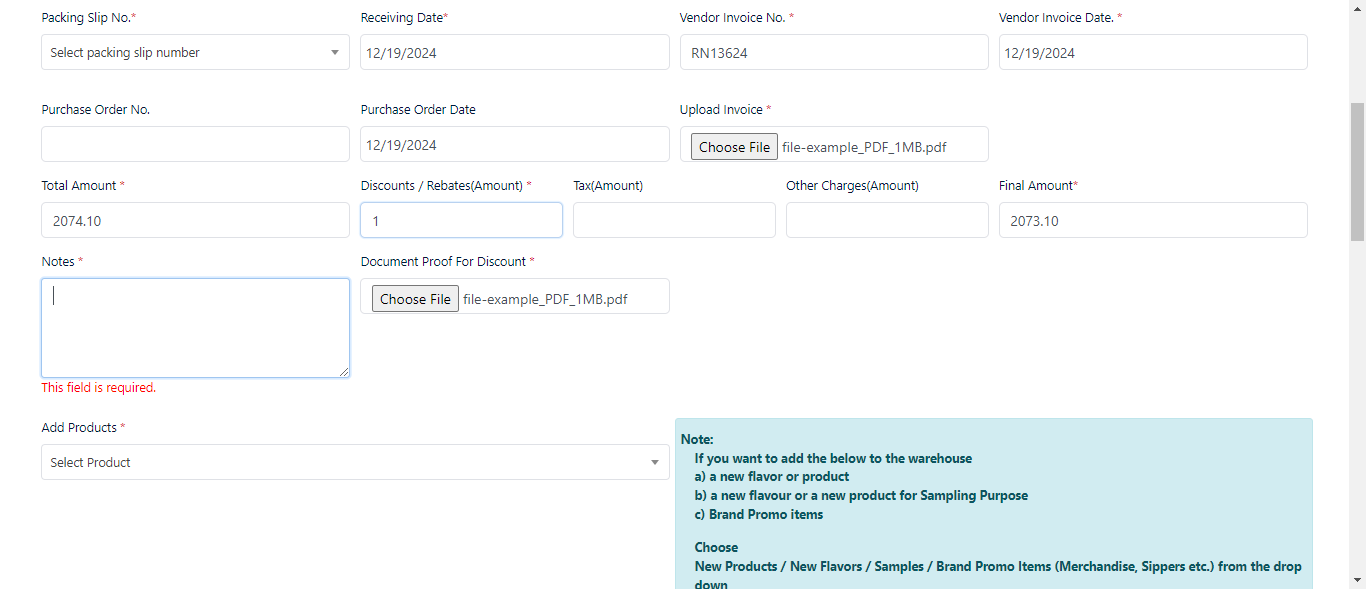 Packing Slip No.*
Receiving Date*
Vendor Invoice No. *
Vendor Invoice Date. *
Select packing slip number
12/19/2024
RN13624
12/19/2024
Purchase Order No.
Purchase Order Date
Upload Invoice *
12/19/2024
Choose File file-example_PDF_1MB.pdf
Total Amount *
Discounts / Rebates(Amount) *
Tax(Amount)
Other Charges(Amount)
Final Amount*
2074.10
1
2073.10
Notes *
Document Proof For Discount *
Choose File file-example_PDF_1MB.pdf
This field is required.
Add Products *
Select Product
Note:
If you want to add the below to the warehouse
a) a new flavor or product
b) a new flavour or a new product for Sampling Purpose
c) Brand Promo items
Choose
New Products / New Flavors / Samples / Brand Promo Items (Merchandise, Sippers etc.) from the drop
down